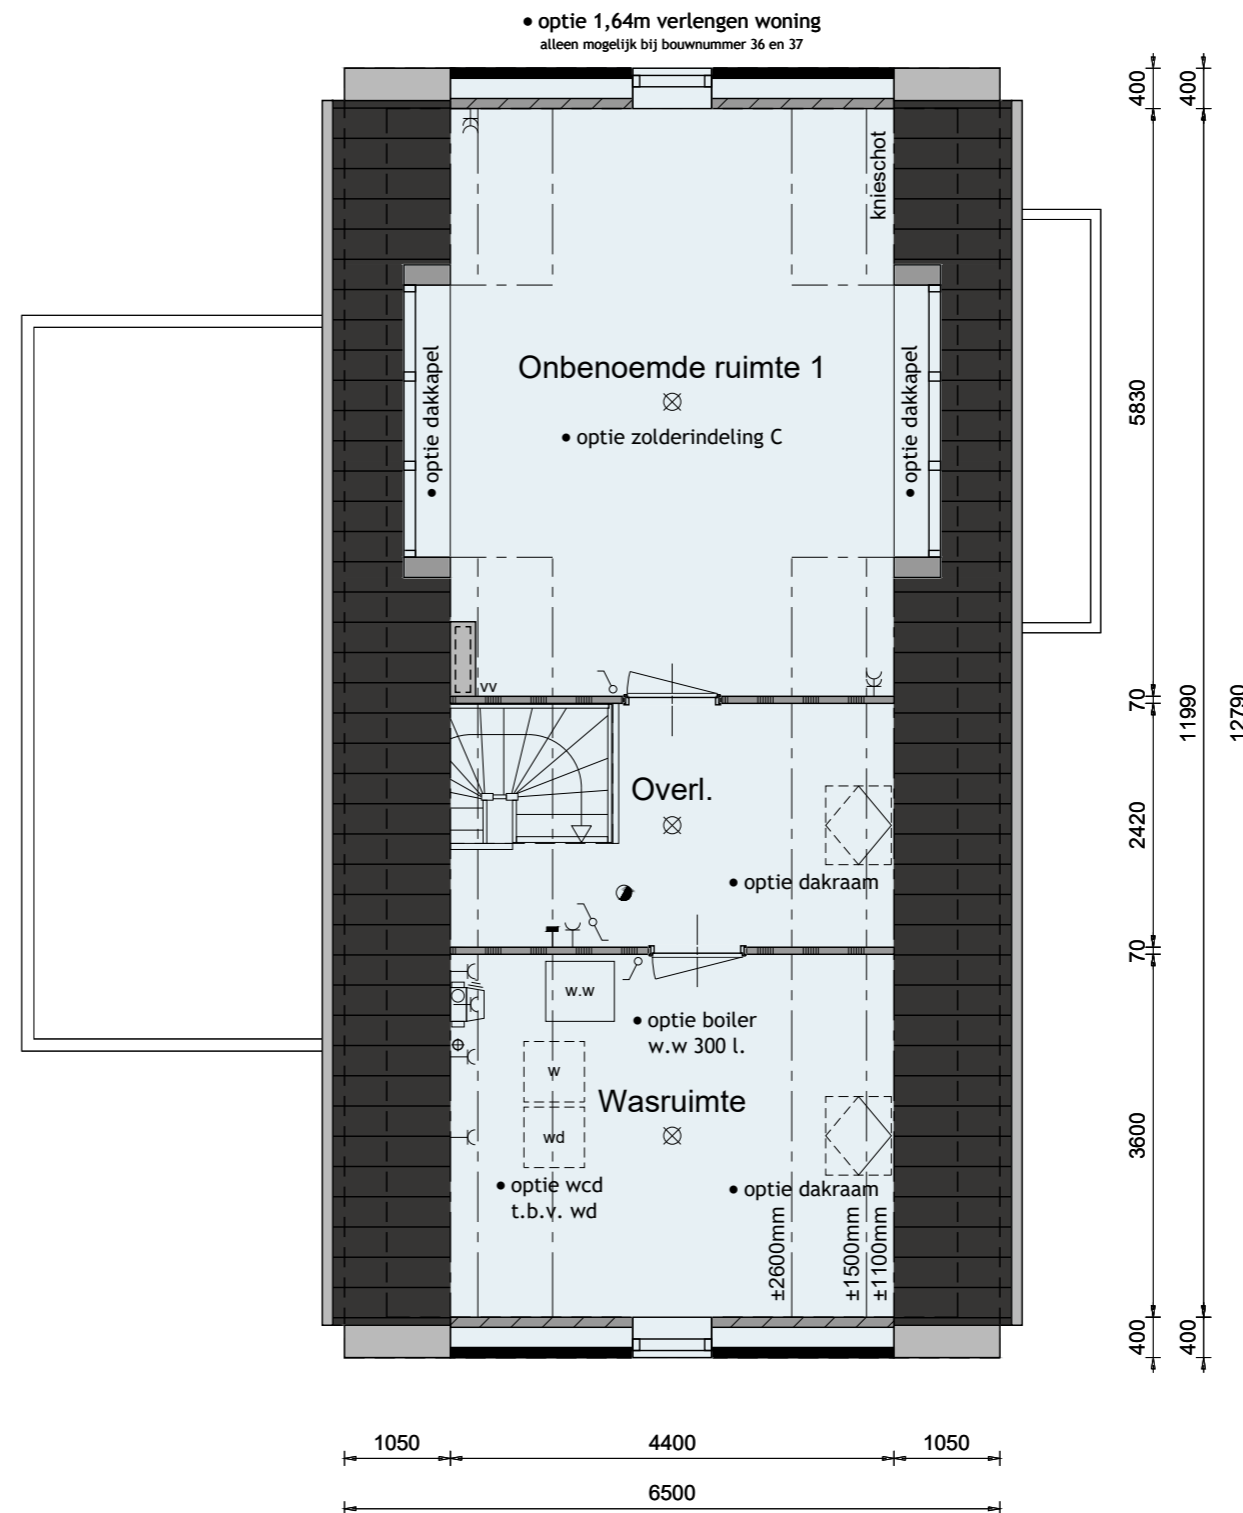 • optie 1,64m verlengen woning
alleen mogelijk bij bouwnummer 36 en 37
400
400
knieschot
Onbenoemde ruimte 1
• optie zolderindeling C
• optie dakkapel
• optie dakkapel
5830
vv
70
11990
12790
Overl.
2420
• optie dakraam
70
w.w
• optie boiler
w.w 300 l.
w
Wasruimte
wd
3600
• optie wcd
t.b.v. wd
• optie dakraam
±2600mm
±1500mm
±1100mm
400
400
1050
4400
1050
6500